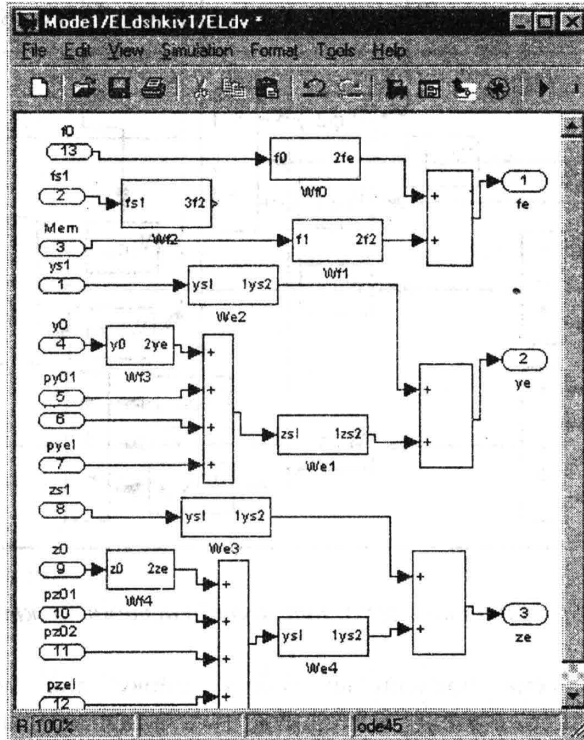 Mode1/ELdshkiv1/ELdv *
File Edit View Simulation Format Tools Help
f0
13
f0 2fe
Wf0
1
fe
fs1
2
fs1 3f2
Wf2
Mem
3
f1 2f2
Wf1
ys1
1
ysl 1ys2
We2
y0
4
y0 2ye
Wf3
2
ye
py01
5
6
zsl 1zs2
We1
pyel
7
zs1
8
ysl 1ys2
We3
z0
9
z0 2ze
Wf4
3
ze
pz01
10
pz02
11
ysl 1ys2
We4
pzel
12
R 100% ode45